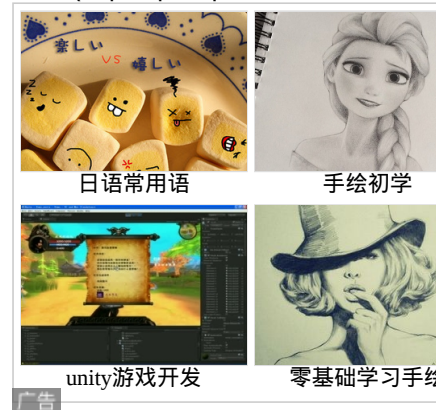 楽しい
vs
嬉しい
日语常用语
手绘初学
unity游戏开发
零基础学习手绘
广告